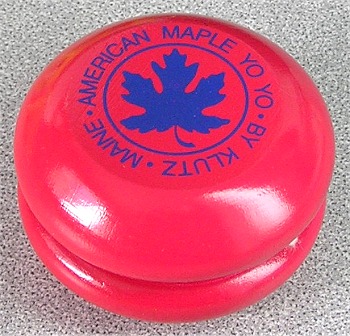 AMERICAN MAPLE YO YO • BY KLUTZ • MAINE •